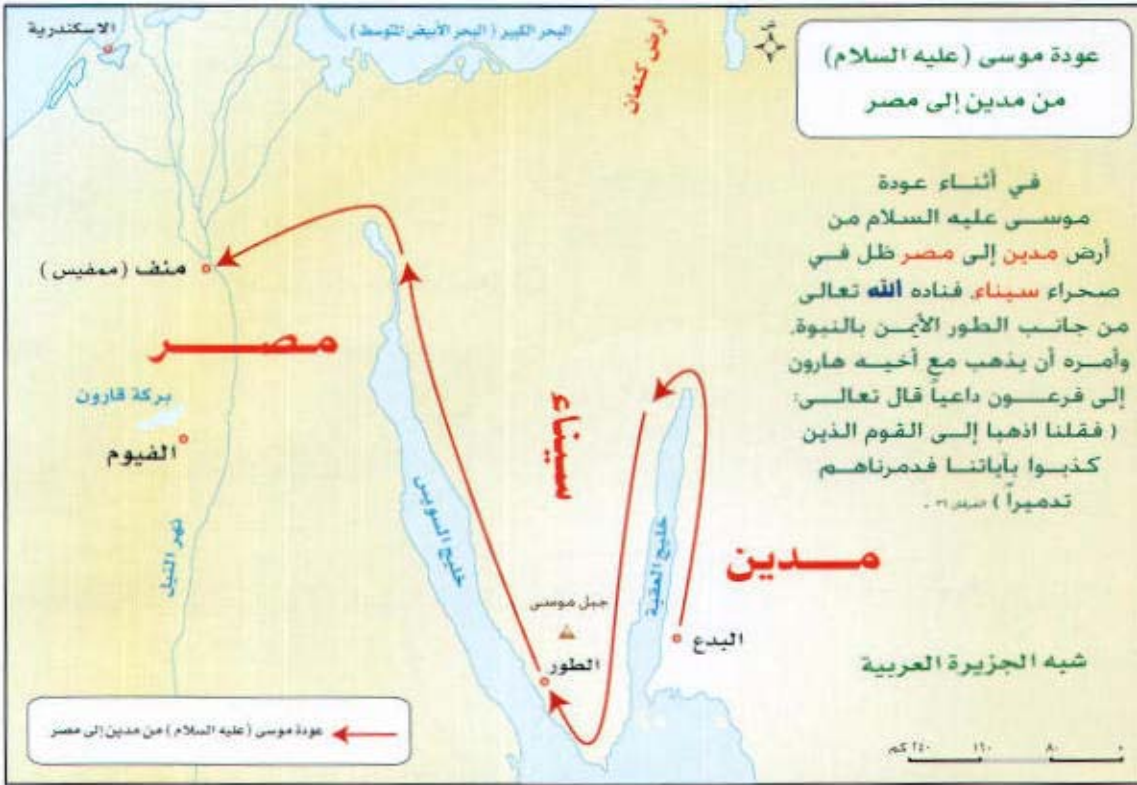 عودة موسى (عليه السلام)
من مدين إلى مصر
في أثناء عودة
موسى عليه السلام من
أرض مدين إلى مصر ظل في
صحراء سيناء، فناده الله تعالى
من جانب الطور الأيمن بالنبوة.
وأمره أن يذهب مع أخيه هارون
إلى فرعون داعياً قال تعالى:
( فقلنا اذهبا إلى القوم الذين
كذبوا بآياتنا فدمرناهم
تدميراً ) الفرقان ٣٦ .
الاسكندرية
البحر الكبير ( البحر الأبيض المتوسط )
أرض كنعان
ش
منف ( ممفيس )
مصر
بركة قارون
الفيوم
نهر النيل
سيناء
خليج السويس
خليج العقبة
مدين
جبل موسى
الطور
البدع
شبه الجزيرة العربية
عودة موسى (عليه السلام) من مدين إلى مصر
٠ ٨٠ ١٦٠ ٢٤٠ كم